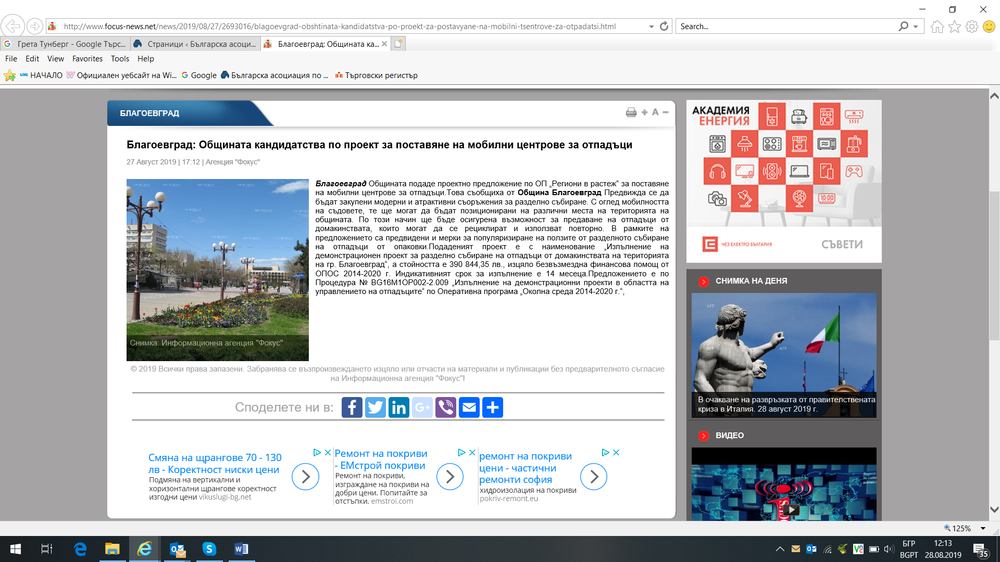 http://www.focus-news.net/news/2019/08/27/2693016/blagoevgrad-obshtinata-kandidatstva-po-proekt-za-postavyane-na-mobilni-tsentrove-za-otpadatsi.html
Search...
Грета Тунберг - Google Търс...
Страници ‹ Българска асоци...
Благоевград: Общината ка...
File Edit View Favorites Tools Help
НАЧАЛО
Официален уебсайт на Wi...
Google
Българска асоциация по ...
Търговски регистър
БЛАГОЕВГРАД
A
Благоевград: Общината кандидатства по проект за поставяне на мобилни центрове за отпадъци
27 Август 2019 | 17:12 | Агенция "Фокус"
Благоевград Общината подаде проектно предложение по ОП „Региони в растеж“ за поставяне
на мобилни центрове за отпадъци.Това съобщиха от Община Благоевград Предвижда се да
бъдат закупени модерни и атрактивни съоръжения за разделно събиране. С оглед мобилността
на съдовете, те ще могат да бъдат позиционирани на различни места на територията на
общината. По този начин ще бъде осигурена възможност за предаване на отпадъци от
домакинствата, които могат да се рециклират и използват повторно. В рамките на
предложението са предвидени и мерки за популяризиране на ползите от разделното събиране
на отпадъци от опаковки.Подаденият проект е с наименование „Изпълнение на
демонстрационен проект за разделно събиране на отпадъци от домакинствата на територията
на гр. Благоевград“, а стойността е 390 844,35 лв., изцяло безвъзмездна финансова помощ от
ОПОС 2014-2020 г. Индикативният срок за изпълнение е 14 месеца.Предложението е по
Процедура № BG16M1OP002-2.009 „Изпълнение на демонстрационни проекти в областта на
управлението на отпадъците“ по Оперативна програма „Околна среда 2014-2020 г.“,
ИА ФОКУС
Снимка: Информационна агенция "Фокус"
© 2019 Всички права запазени. Забранява се възпроизвеждането изцяло или отчасти на материали и публикации без предварителното съгласие
на Информационна агенция "Фокус"!
Споделете ни в:
Смяна на щрангове 70 - 130
лв - Коректност ниски цени
Подмяна на вертикални и
хоризонтални щрангове коректност
изгодни цени vikuslugi-bg.net
Ремонт на покриви
- ЕМстрой покриви
Ремонт на покриви,
изграждане на покриви на
добри цени. Попитайте за
отстъпки. emstroi.com
ремонт на покриви
цени - частични
ремонти софия
хидроизолация на покриви
pokriv-remont.eu
АКАДЕМИЯ
ЕНЕРГИЯ
10:00
ЧЕЗ ЕЛЕКТРО БЪЛГАРИЯ
СЪВЕТИ
СНИМКА НА ДЕНЯ
AFP
AFP
AFP
В очакване на развръзката от правителствената
криза в Италия. 28 август 2019 г.
ВИДЕО
125%
БГР
BGPT
12:13
28.08.2019
35